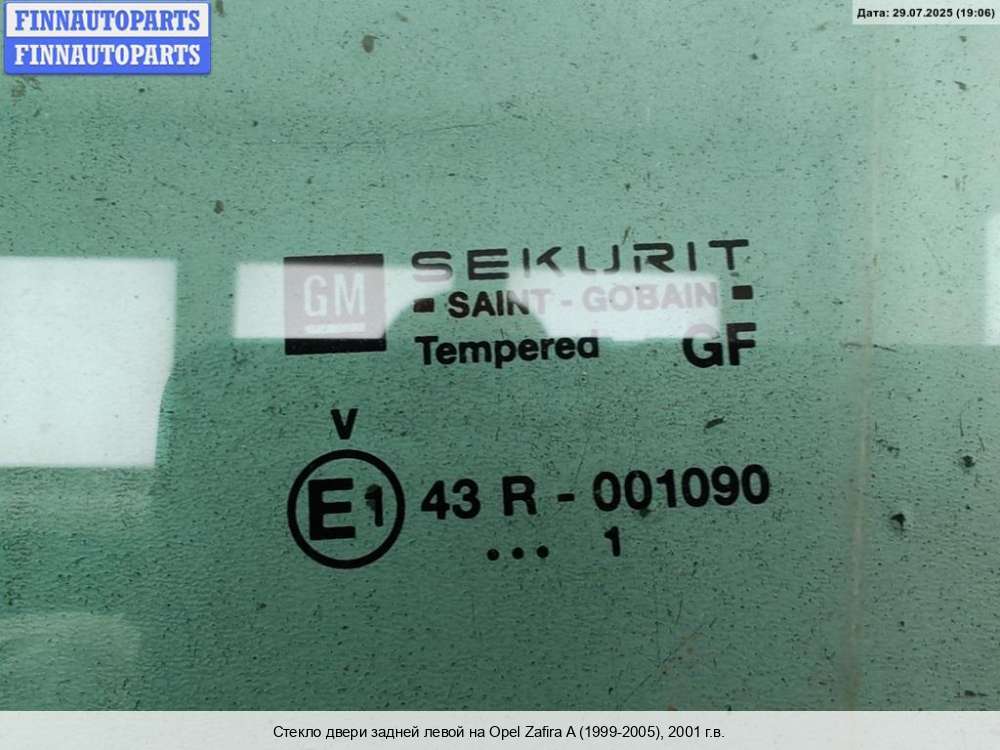 FINNAUTOPARTS
FINNAUTOPARTS
Дата: 29.07.2025 (19:06)
GM
SEKURIT
- SAINT - GOBAIN -
Tempered GF
V
E1 43 R - 001090
... 1
Стекло двери задней левой на Opel Zafira A (1999-2005), 2001 г.в.